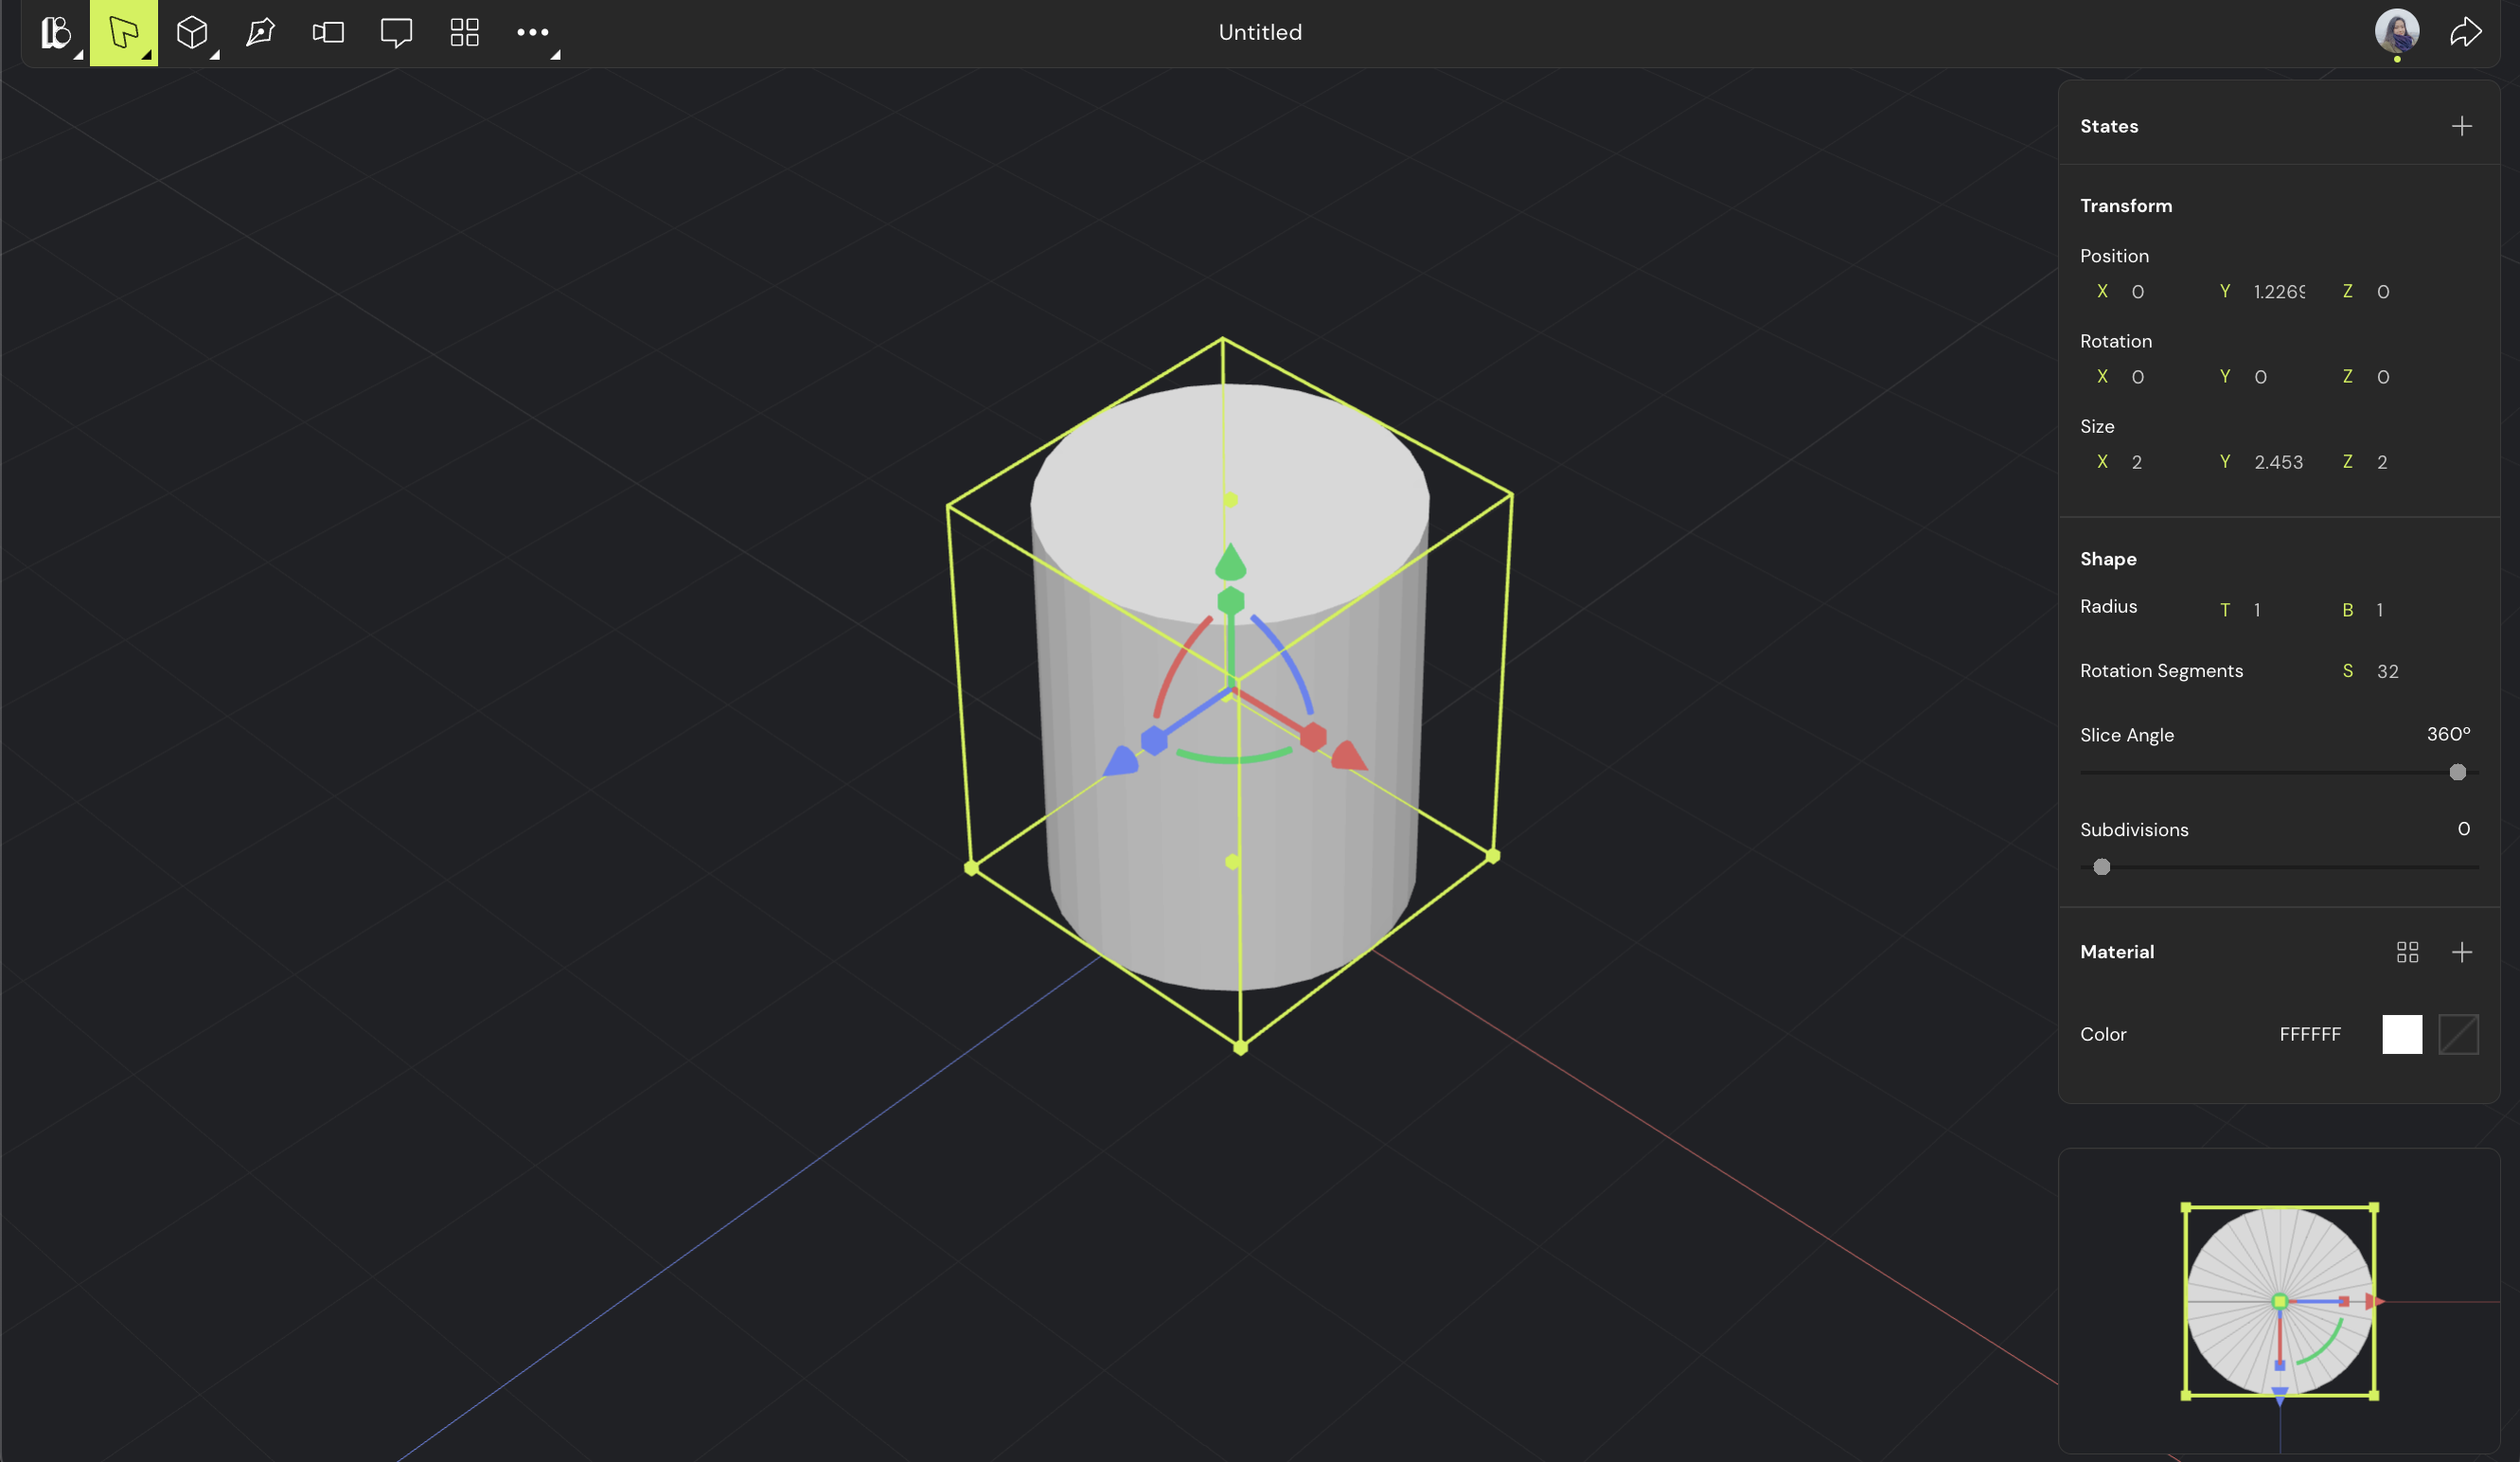 Untitled
States
Transform
Position
X 0 Y 1.2269 Z 0
Rotation
X 0 Y 0 Z 0
Size
X 2 Y 2.453 Z 2
Shape
Radius T 1 B 1
Rotation Segments S 32
Slice Angle 360°
Subdivisions 0
Material
Color FFFFFF